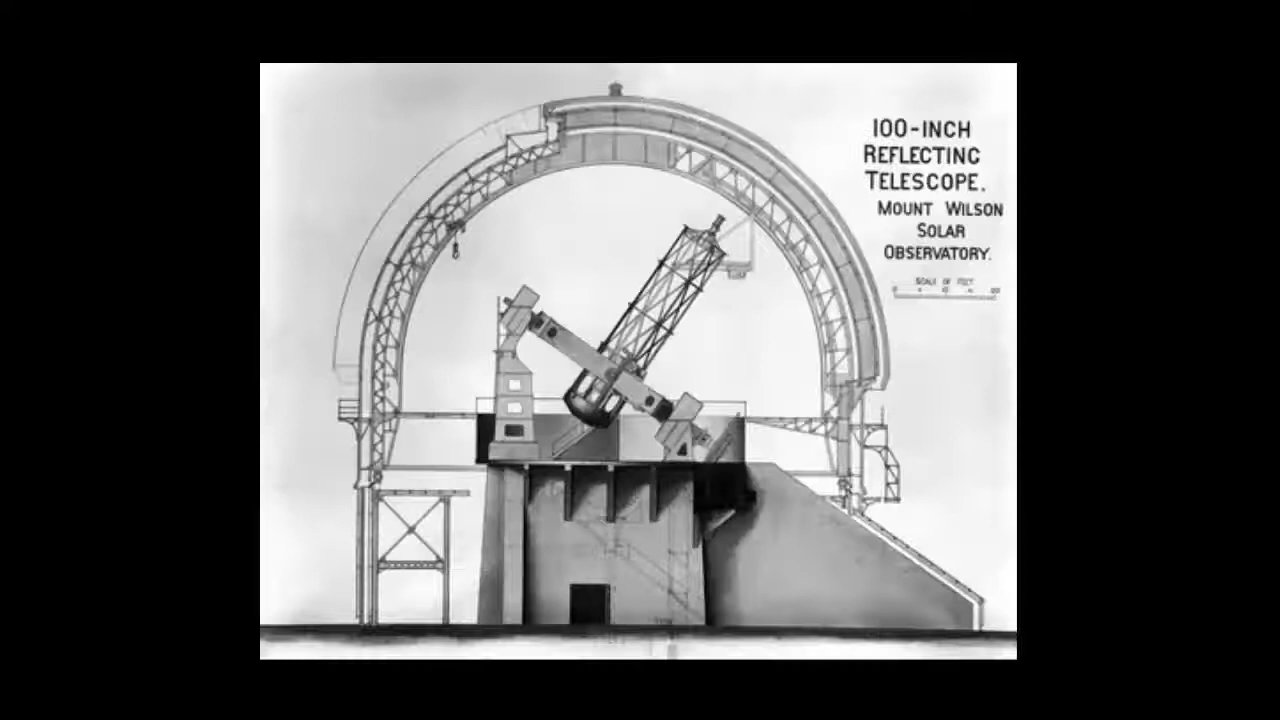 100-INCH
REFLECTING
TELESCOPE.
MOUNT WILSON
SOLAR
OBSERVATORY.
SCALE OF FEET